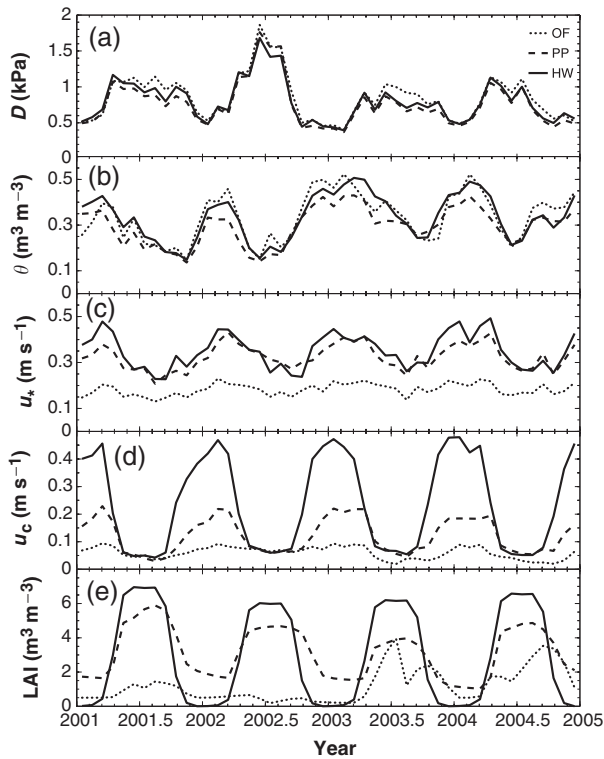 (a)
D (kPa)
2
1.5
1
0.5
0
OF
PP
HW
(b)
θ (m³ m⁻³)
0.5
0.3
0.1
0
(c)
u* (m s⁻¹)
0.5
0.3
0.1
0
(d)
uc (m s⁻¹)
0.4
0.3
0.2
0.1
0
(e)
LAI (m³ m⁻³)
6
4
2
0
2001 2001.5 2002 2002.5 2003 2003.5 2004 2004.5 2005
Year